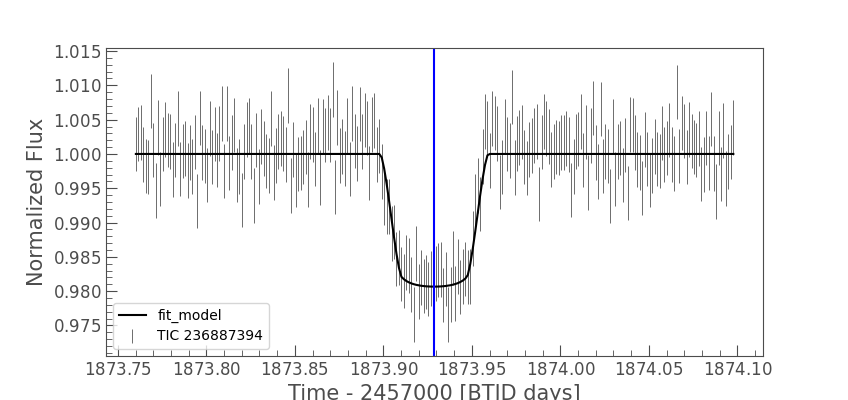 1.015
1.010
1.005
1.000
0.995
0.990
0.985
0.980
0.975
Normalized Flux
fit_model
TIC 236887394
1873.75 1873.80 1873.85 1873.90 1873.95 1874.00 1874.05 1874.10
Time - 2457000 [BTJD days]